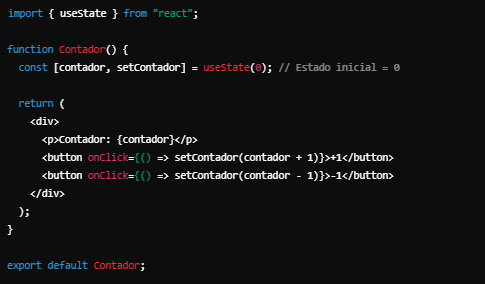 import { useState } from "react";

function Contador() {
  const [contador, setContador] = useState(0); // Estado inicial = 0

  return (
    <div>
      <p>Contador: {contador}</p>
      <button onClick={() => setContador(contador + 1)}>+1</button>
      <button onClick={() => setContador(contador - 1)}>-1</button>
    </div>
  );
}

export default Contador;